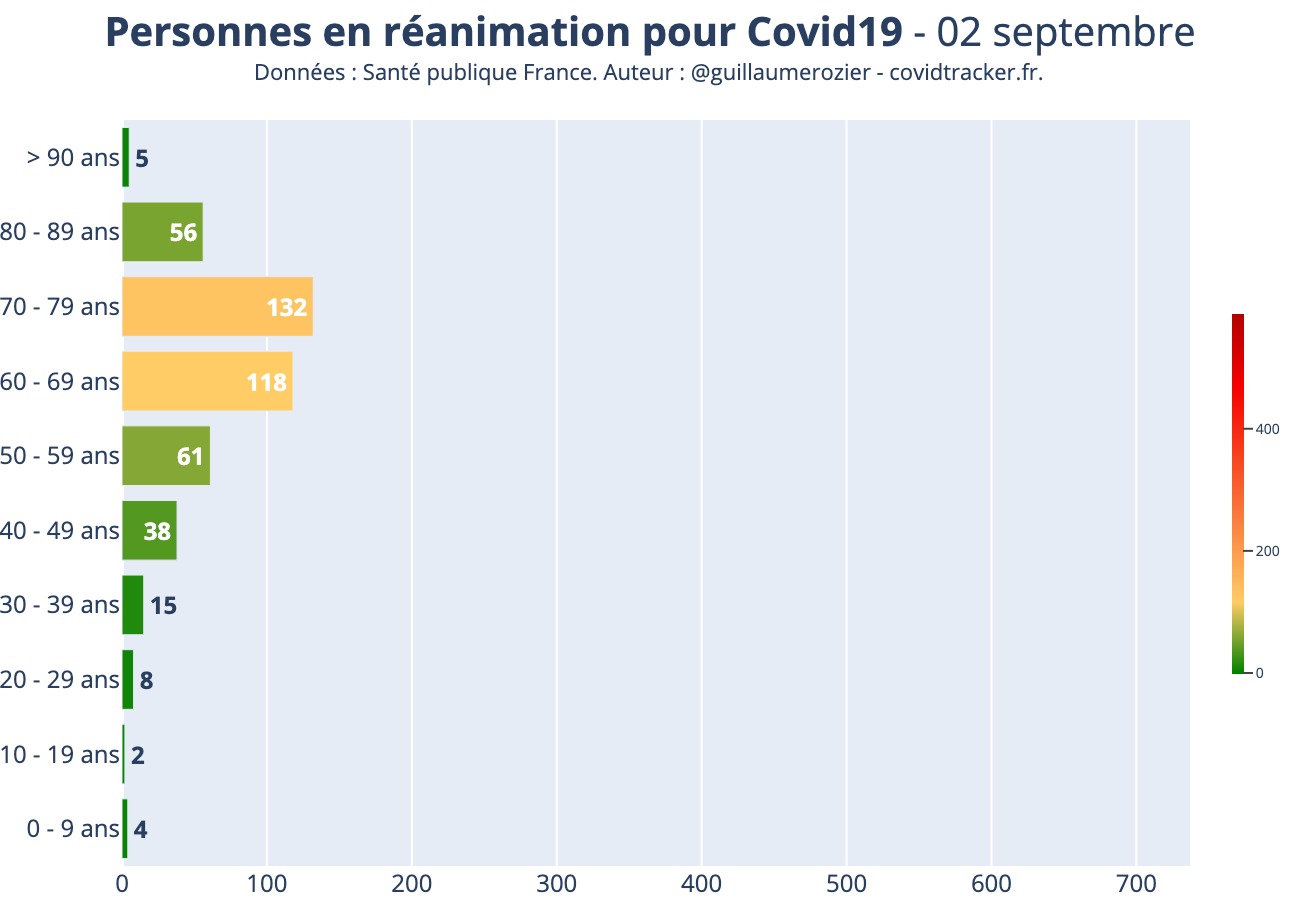 Personnes en réanimation pour Covid19 - 02 septembre
Données : Santé publique France. Auteur : @guillaumerozier - covidtracker.fr.
> 90 ans 5
80 - 89 ans 56
70 - 79 ans 132
60 - 69 ans 118
50 - 59 ans 61
40 - 49 ans 38
30 - 39 ans 15
20 - 29 ans 8
10 - 19 ans 2
0 - 9 ans 4
0 100 200 300 400 500 600 700
400
200
0